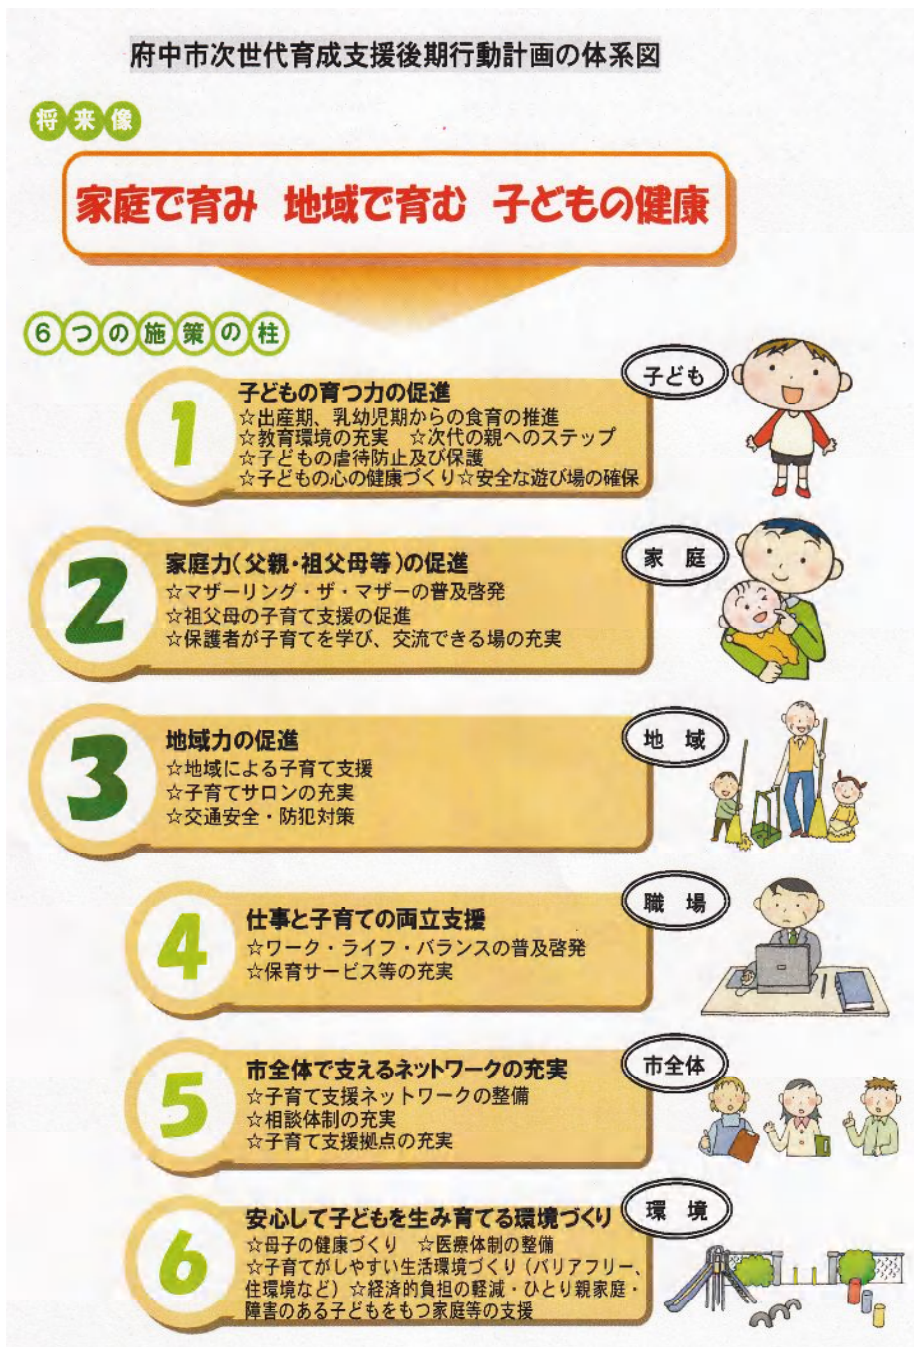 府中市次世代育成支援後期行動計画の体系図
将来像
家庭で育み 地域で育む 子どもの健康
6つの施策の柱
1
子どもの育つ力の促進
☆出産期、乳幼児期からの食育の推進
☆教育環境の充実 ☆次代の親へのステップ
☆子どもの虐待防止及び保護
☆子どもの心の健康づくり☆安全な遊び場の確保
子ども
2
家庭力(父親・祖父母等)の促進
☆マザーリング・ザ・マザーの普及啓発
☆祖父母の子育て支援の促進
☆保護者が子育てを学び、交流できる場の充実
家庭
3
地域力の促進
☆地域による子育て支援
☆子育てサロンの充実
☆交通安全・防犯対策
地域
4
仕事と子育ての両立支援
☆ワーク・ライフ・バランスの普及啓発
☆保育サービス等の充実
職場
5
市全体で支えるネットワークの充実
☆子育て支援ネットワークの整備
☆相談体制の充実
☆子育て支援拠点の充実
市全体
6
安心して子どもを生み育てる環境づくり
☆母子の健康づくり ☆医療体制の整備
☆子育てがしやすい生活環境づくり(バリアフリー、
住環境など)☆経済的負担の軽減・ひとり親家庭・
障害のある子どもをもつ家庭等の支援
環境